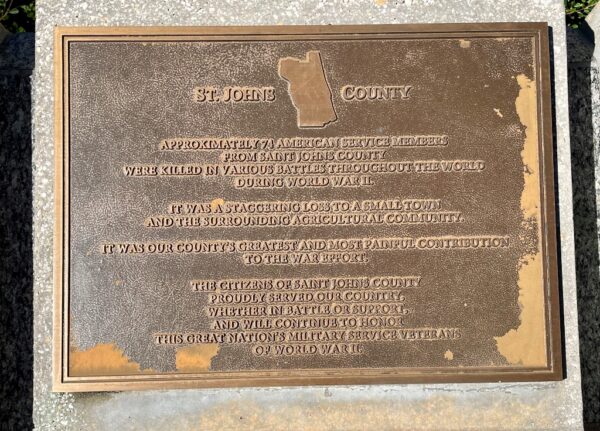 ST. JOHNS COUNTY
APPROXIMATELY 74 AMERICAN SERVICE MEMBERS
FROM SAINT JOHNS COUNTY
WERE KILLED IN VARIOUS BATTLES THROUGHOUT THE WORLD
DURING WORLD WAR II.
IT WAS A STAGGERING LOSS TO A SMALL TOWN
AND THE SURROUNDING AGRICULTURAL COMMUNITY.
IT WAS OUR COUNTY'S GREATEST AND MOST PAINFUL CONTRIBUTION
TO THE WAR EFFORT.
THE CITIZENS OF SAINT JOHNS COUNTY
PROUDLY SERVED OUR COUNTRY,
WHETHER IN BATTLE OR SUPPORT,
AND WILL CONTINUE TO HONOR
THIS GREAT NATION'S MILITARY SERVICE VETERANS
OF WORLD WAR II.